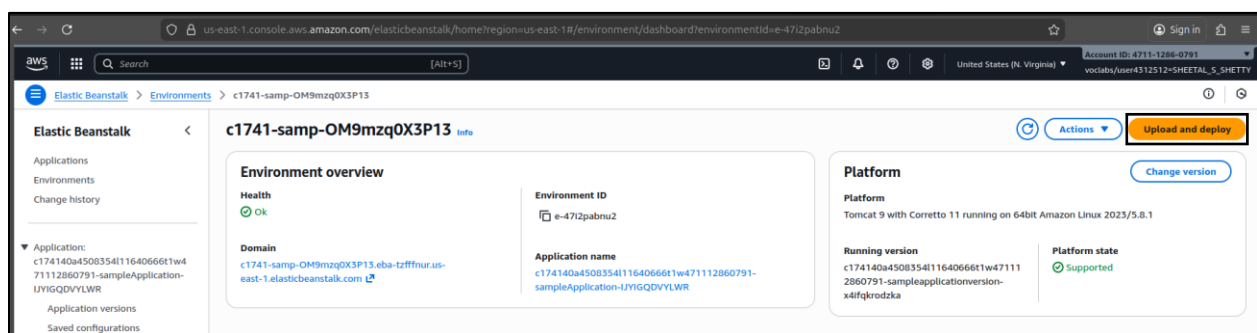 us-east-1.console.aws.amazon.com/elasticbeanstalk/home?region=us-east-1#/environment/dashboard?environmentId=e-47i2pabnu2
Sign in
aws
Search
[Alt+S]
United States (N. Virginia)
Account ID: 4711-1286-0791
voclabs/user4312512=SHEETAL_S_SHETTY
Elastic Beanstalk > Environments > c1741-samp-OM9mzq0X3P13
Elastic Beanstalk
Applications
Environments
Change history
Application:
c174140a4508354l11640666t1w4
71112860791-sampleApplication-
IJYIGQDVYLWR
Application versions
Saved configurations
c1741-samp-OM9mzq0X3P13 Info
Actions
Upload and deploy
Environment overview
Health
Ok
Environment ID
e-47i2pabnu2
Domain
c1741-samp-OM9mzq0X3P13.eba-tzfffnur.us-
east-1.elasticbeanstalk.com
Application name
c174140a4508354l11640666t1w471112860791-
sampleApplication-IJYIGQDVYLWR
Platform
Change version
Platform
Tomcat 9 with Corretto 11 running on 64bit Amazon Linux 2023/5.8.1
Running version
c174140a4508354l11640666t1w47111
2860791-sampleapplicationversion-
x4ifqkrodzka
Platform state
Supported